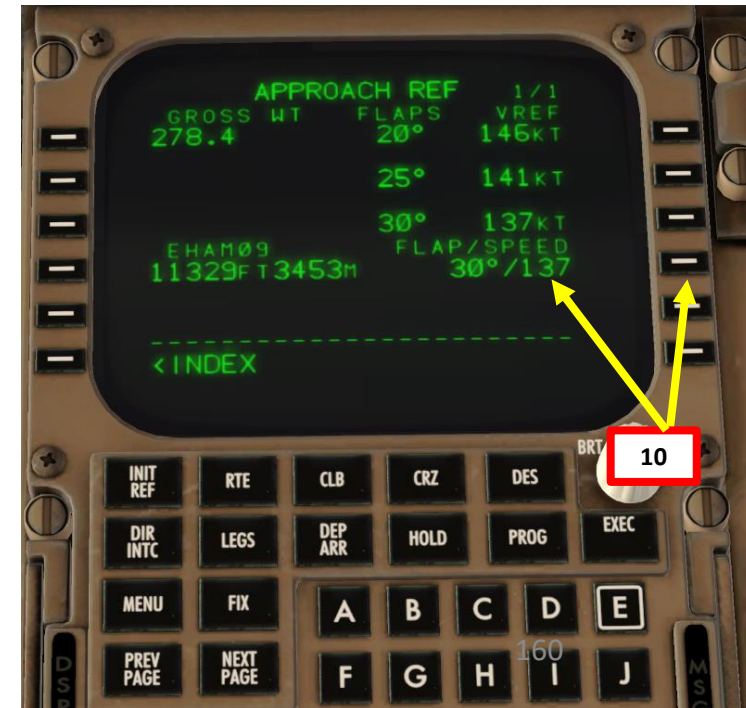 APPROACH REF 1/1
GROSS WT FLAPS VREF
278.4 20° 146KT
25° 141KT
30° 137KT
EHAM09 FLAP/SPEED
11329FT3453M 30°/137
--------------------------
<INDEX
BRT
10
INIT REF RTE CLB CRZ DES
DIR INTC LEGS DEP ARR HOLD PROG EXEC
MENU FIX A B C D E
160
PREV PAGE NEXT PAGE F G H I J
DSP
MSG